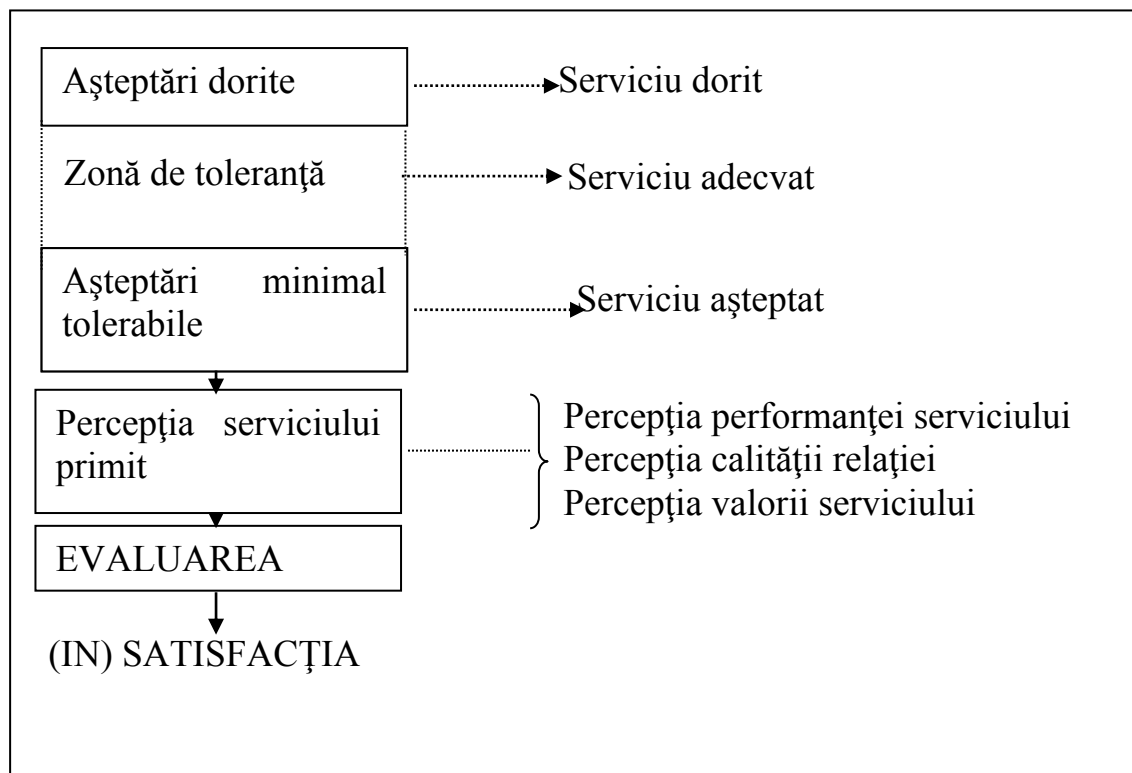 Aşteptări dorite
Serviciu dorit
Zonă de toleranţă
Serviciu adecvat
Aşteptări minimal
tolerabile
Serviciu aşteptat
Percepţia serviciului
primit
Percepţia performanţei serviciului
Percepţia calităţii relaţiei
Percepţia valorii serviciului
EVALUAREA
(IN) SATISFACŢIA